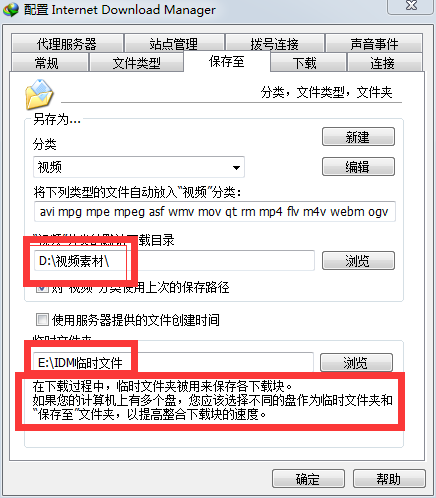 配置 Internet Download Manager
代理服务器 站点管理 拨号连接 声音事件
常规 文件类型 保存至 下载 连接
分类，文件类型，文件夹
另存为...
新建
分类
视频
编辑
将下列类型的文件自动放入“视频”分类：
avi mpg mpe mpeg asf wmv mov qt rm mp4 flv m4v webm ogv
“视频”分类的默认下载目录
D:\视频素材\
浏览
对“视频”分类使用上次的保存路径
使用服务器提供的文件创建时间
临时文件夹
E:\IDM临时文件
浏览
在下载过程中，临时文件夹被用来保存各下载块。
如果您的计算机上有多个盘，您应该选择不同的盘作为临时文件夹和
“保存至”文件夹，以提高整合下载块的速度。
确定 帮助